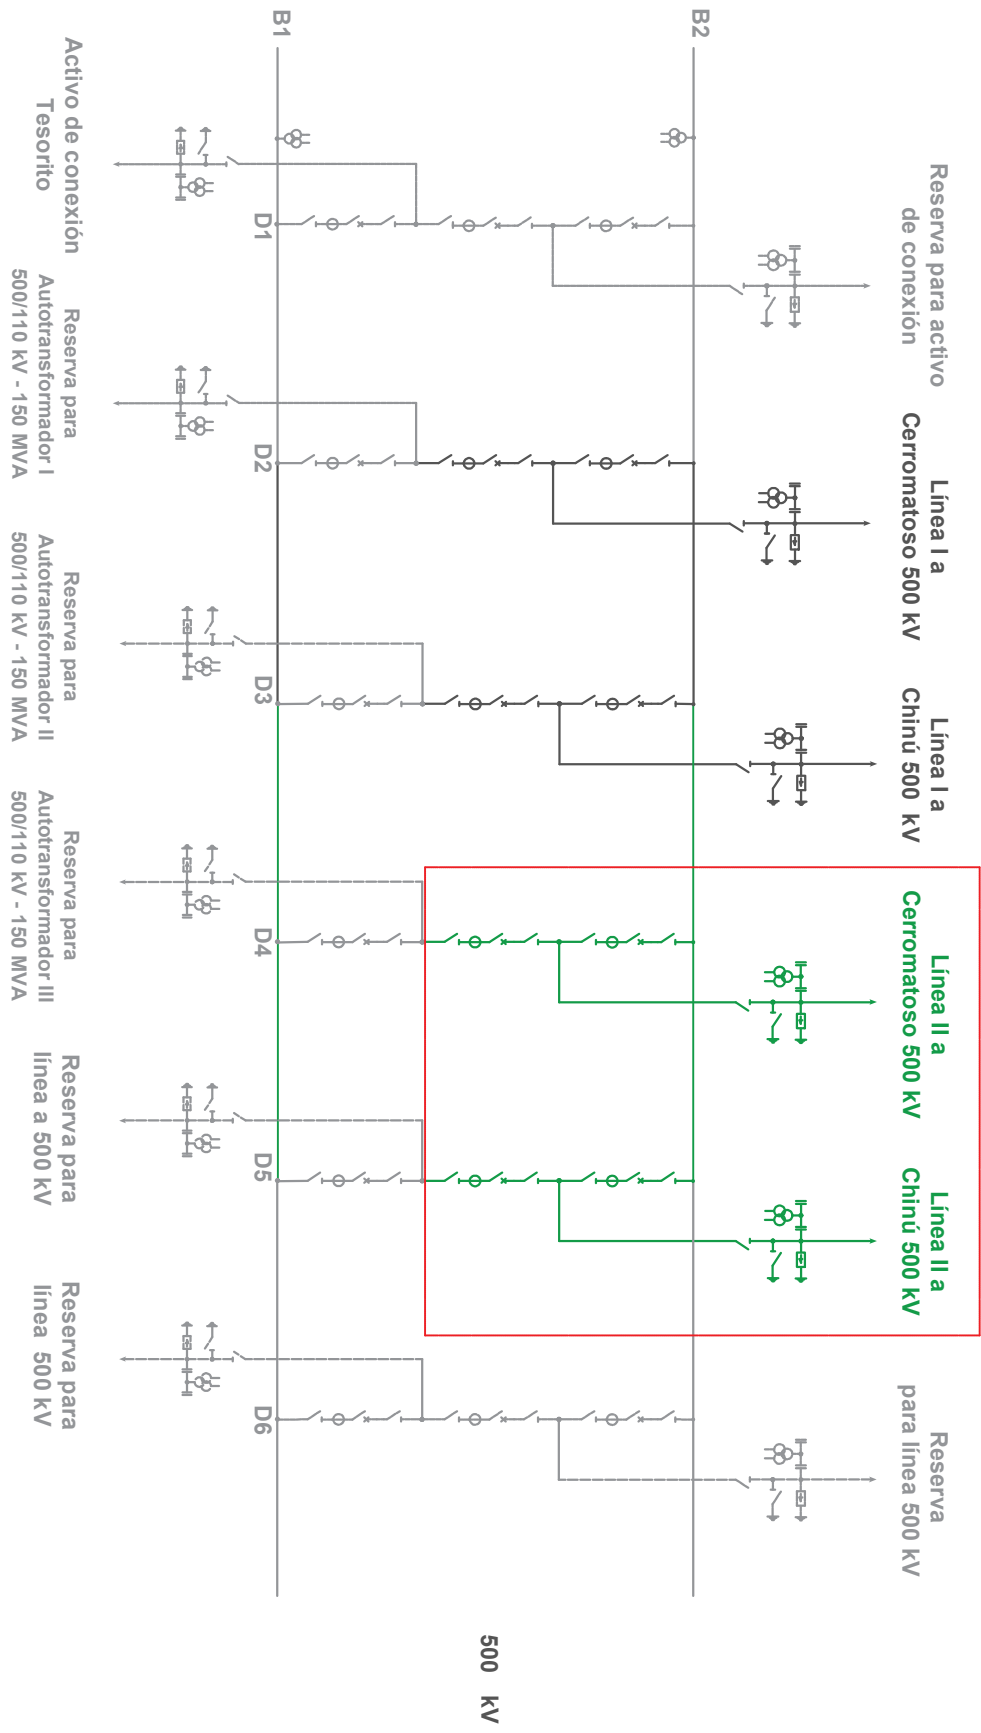 B1
B2
Activo de conexión
Tesorito
Reserva para activo
de conexión
D1
Reserva para
Autotransformador I
500/110 kV - 150 MVA
D2
Línea I a
Cerromatoso 500 kV
Reserva para
Autotransformador II
500/110 kV - 150 MVA
D3
Línea I a
Chinú 500 kV
Reserva para
Autotransformador III
500/110 kV - 150 MVA
D4
Línea II a
Cerromatoso 500 kV
Reserva para
línea a 500 kV
D5
Línea II a
Chinú 500 kV
Reserva para
línea 500 kV
D6
Reserva
para línea 500 kV
500 kV